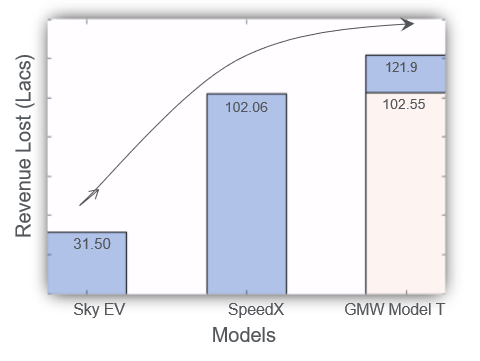 Revenue Lost (Lacs)
121.9
102.55
102.06
31.50
Sky EV SpeedX GMW Model T
Models